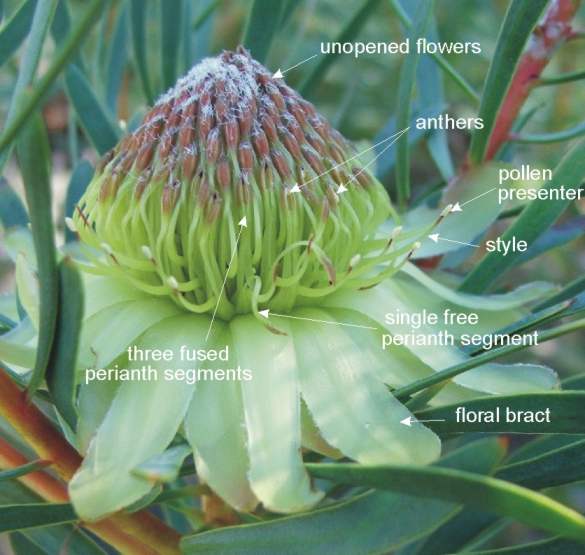 unopened flowers
anthers
pollen
presenter
style
single free
perianth segment
three fused
perianth segments
floral bract